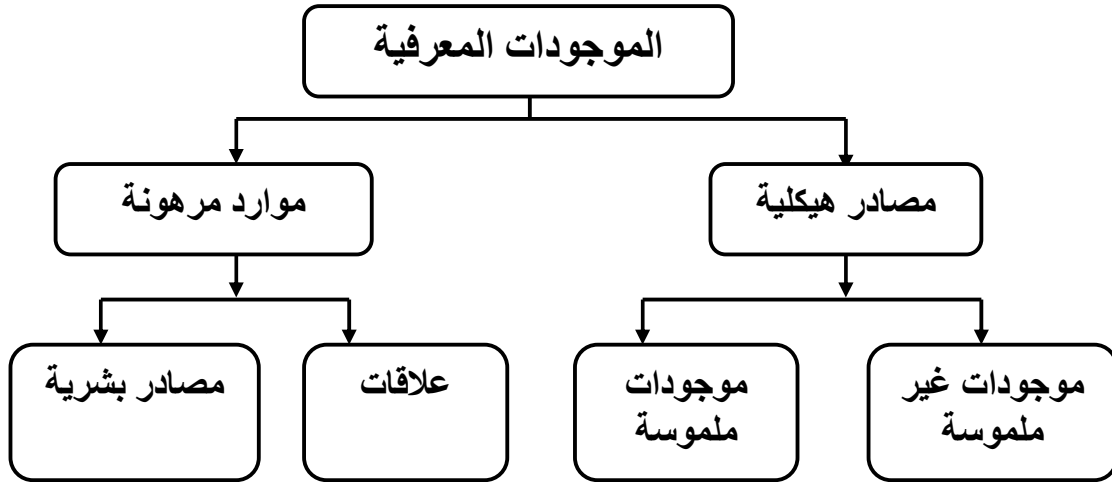 الموجودات المعرفية
مصادر هيكلية
موارد مرهونة
موجودات غير
ملموسة
موجودات
ملموسة
علاقات
مصادر بشرية